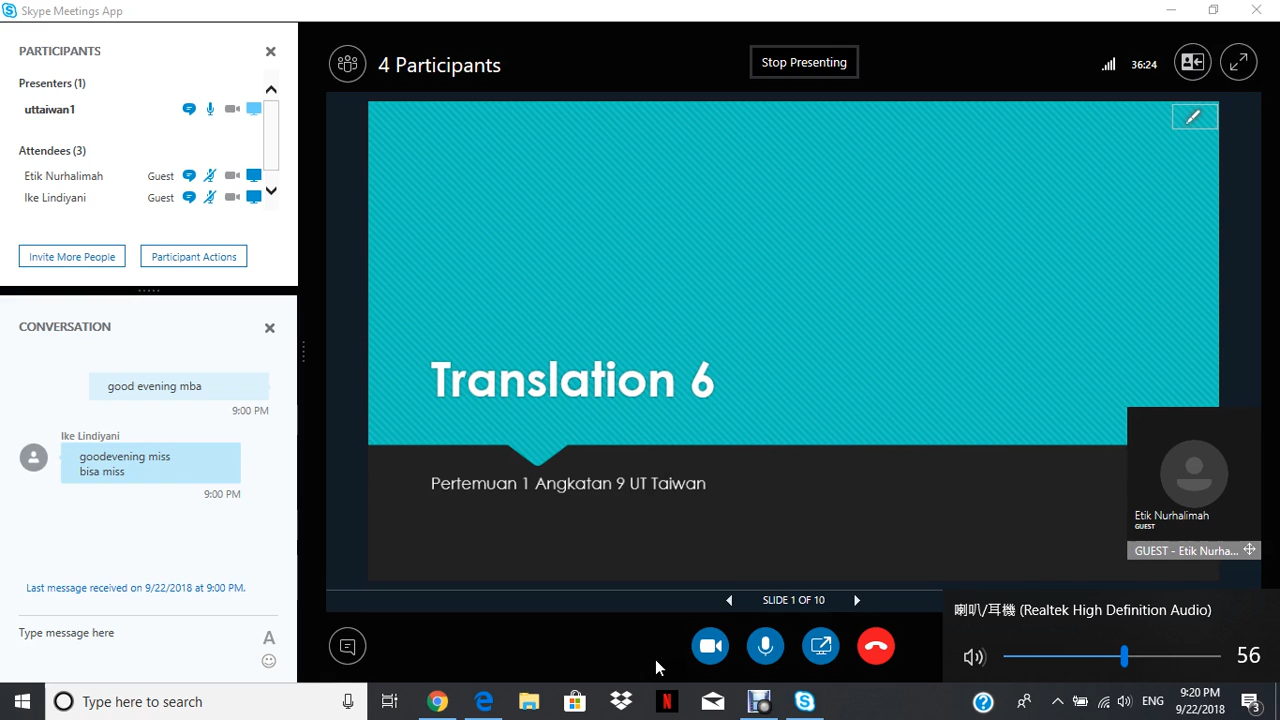 Skype Meetings App
PARTICIPANTS
Presenters (1)
uttaiwan1
Attendees (3)
Etik Nurhalimah Guest
Ike Lindiyani Guest
Invite More People
Participant Actions
CONVERSATION
good evening mba
9:00 PM
Ike Lindiyani
goodevening miss
bisa miss
9:00 PM
Last message received on 9/22/2018 at 9:00 PM.
Type message here
A
4 Participants
Stop Presenting
36:24
Translation 6
Pertemuan 1 Angkatan 9 UT Taiwan
Etik Nurhalimah
GUEST
GUEST - Etik Nurha...
SLIDE 1 OF 10
喇叭/耳機 (Realtek High Definition Audio)
56
Type here to search
N
ENG
9:20 PM
9/22/2018
3